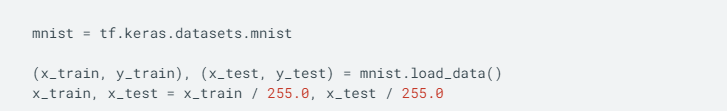 mnist = tf.keras.datasets.mnist
(x_train, y_train), (x_test, y_test) = mnist.load_data()
x_train, x_test = x_train / 255.0, x_test / 255.0